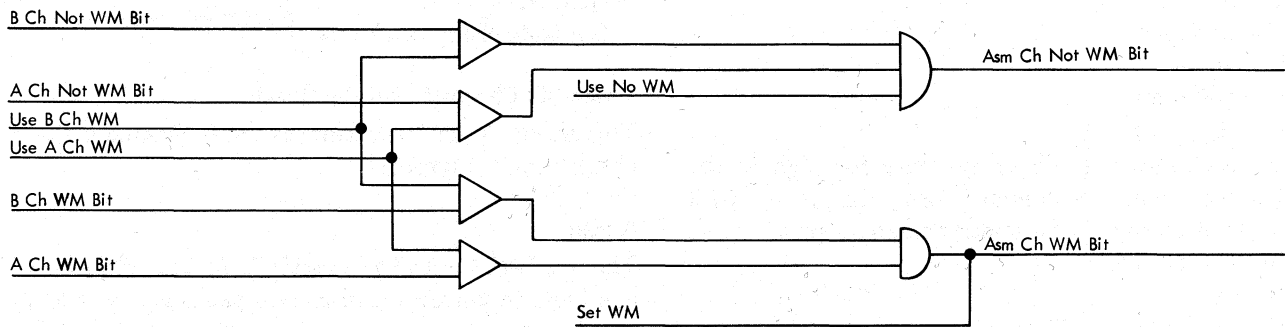 B Ch Not WM Bit
Asm Ch Not WM Bit
A Ch Not WM Bit
Use No WM
Use B Ch WM
Use A Ch WM
B Ch WM Bit
Asm Ch WM Bit
A Ch WM Bit
Set WM